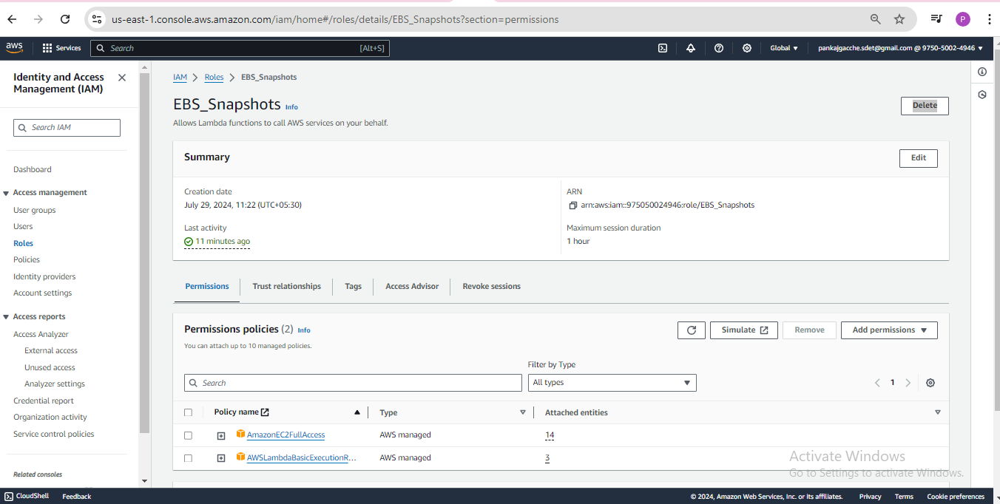 us-east-1.console.aws.amazon.com/iam/home#/roles/details/EBS_Snapshots?section=permissions
P
aws
Services
Search
[Alt+S]
Global
pankajgacche.sdet@gmail.com @ 9750-5002-4946
Identity and Access
Management (IAM)
Search IAM
Dashboard
Access management
User groups
Users
Roles
Policies
Identity providers
Account settings
Access reports
Access Analyzer
External access
Unused access
Analyzer settings
Credential report
Organization activity
Service control policies
Related consoles
IAM > Roles > EBS_Snapshots
EBS_Snapshots Info
Delete
Allows Lambda functions to call AWS services on your behalf.
Summary
Edit
Creation date
July 29, 2024, 11:22 (UTC+05:30)
Last activity
11 minutes ago
ARN
arn:aws:iam::975050024946:role/EBS_Snapshots
Maximum session duration
1 hour
Permissions
Trust relationships
Tags
Access Advisor
Revoke sessions
Permissions policies (2) Info
You can attach up to 10 managed policies.
Simulate
Remove
Add permissions
Filter by Type
Search
All types
1
Policy name
Type
Attached entities
AmazonEC2FullAccess
AWS managed
14
AWSLambdaBasicExecutionR...
AWS managed
3
Activate Windows
Go to Settings to activate Windows.
CloudShell
Feedback
© 2024, Amazon Web Services, Inc. or its affiliates.
Privacy
Terms
Cookie preferences